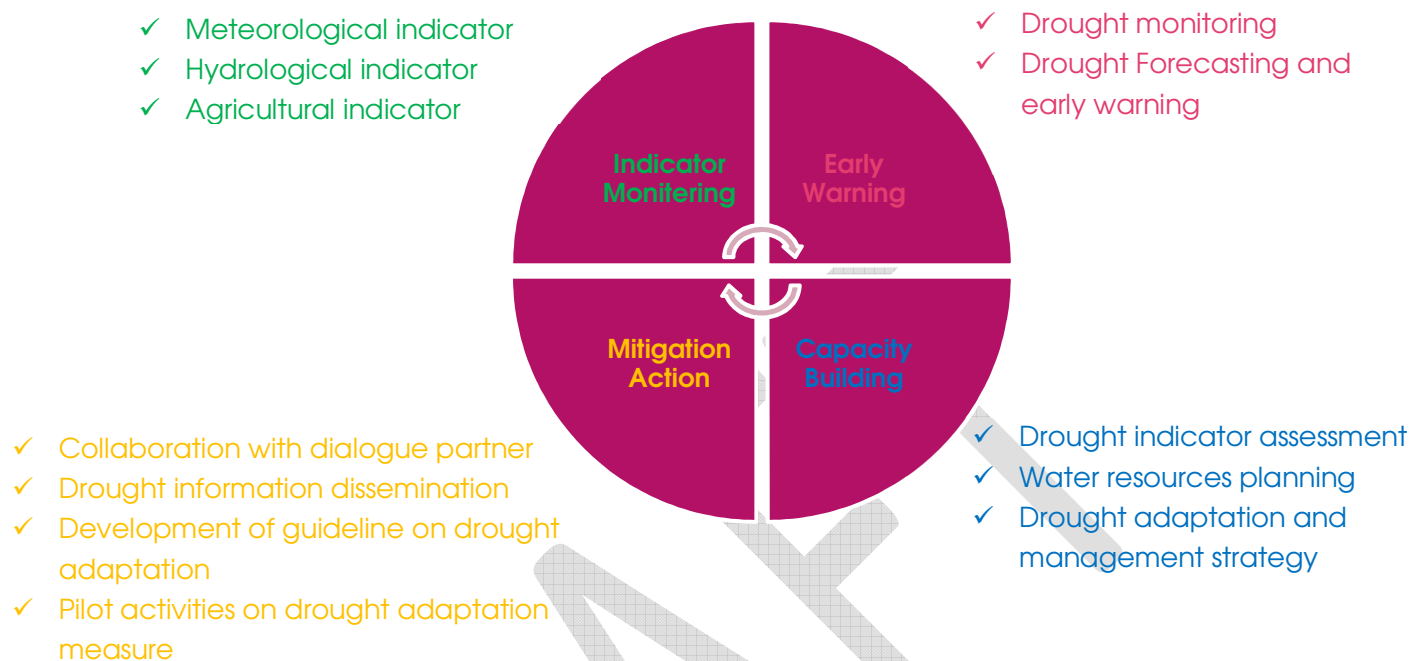 Meteorological indicator
Hydrological indicator
Agricultural indicator
Drought monitoring
Drought Forecasting and
early warning
Indicator
Monitering
Early
Warning
Mitigation
Action
Capacity
Building
Collaboration with dialogue partner
Drought information dissemination
Development of guideline on drought
adaptation
Pilot activities on drought adaptation
measure
Drought indicator assessment
Water resources planning
Drought adaptation and
management strategy